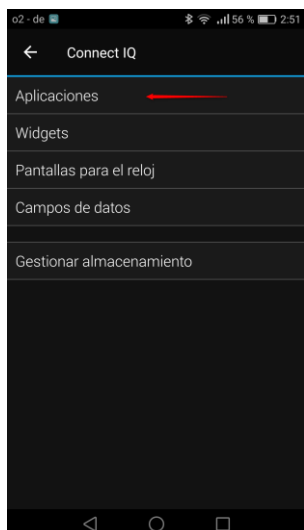 o2 - de 56 % 2:51
Connect IQ
Aplicaciones
Widgets
Pantallas para el reloj
Campos de datos
Gestionar almacenamiento